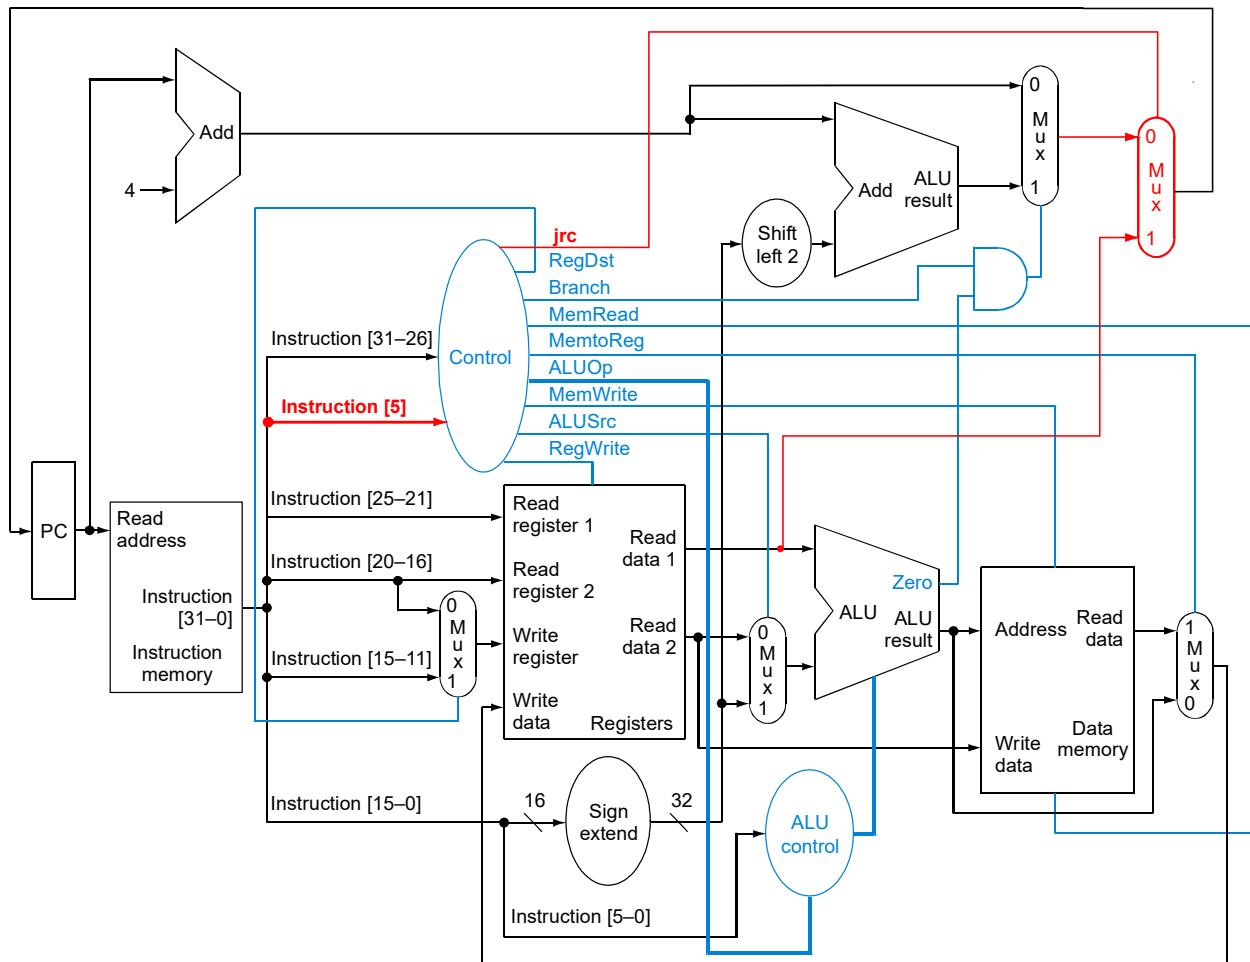 0
M
u
x
1
Add
4
Add
ALU
result
Shift
left 2
0
M
u
x
1
jrc
RegDst
Branch
MemRead
MemtoReg
ALUOp
MemWrite
ALUSrc
RegWrite
Control
Instruction [31–26]
Instruction [5]
Instruction [25–21]
Instruction [20–16]
Instruction [15–11]
Instruction [15–0]
PC
Read
address
Instruction
[31–0]
Instruction
memory
0
M
u
x
1
Read
register 1
Read
register 2
Write
register
Write
data
Read
data 1
Read
data 2
Registers
0
M
u
x
1
Zero
ALU
ALU
result
Address
Read
data
Write
data
Data
memory
1
M
u
x
0
16
Sign
extend
32
ALU
control
Instruction [5–0]